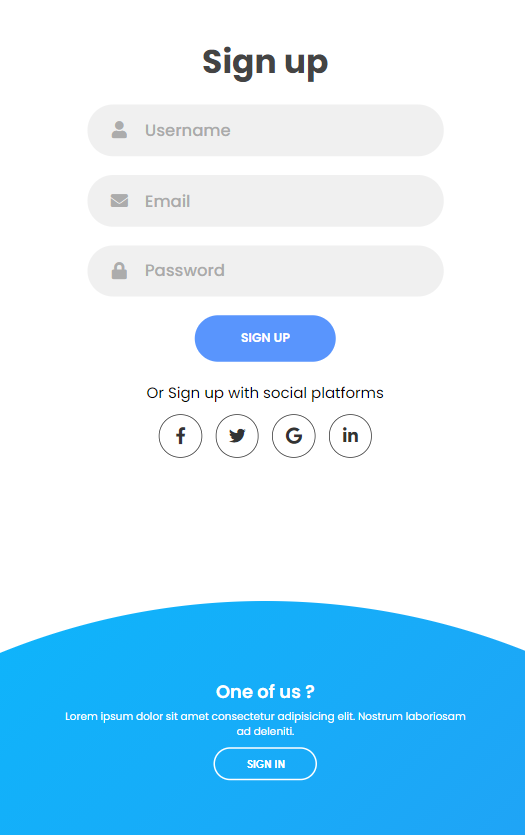 Sign up
Username
Email
Password
SIGN UP
Or Sign up with social platforms
One of us ?
Lorem ipsum dolor sit amet consectetur adipisicing elit. Nostrum laboriosam
ad deleniti.
SIGN IN